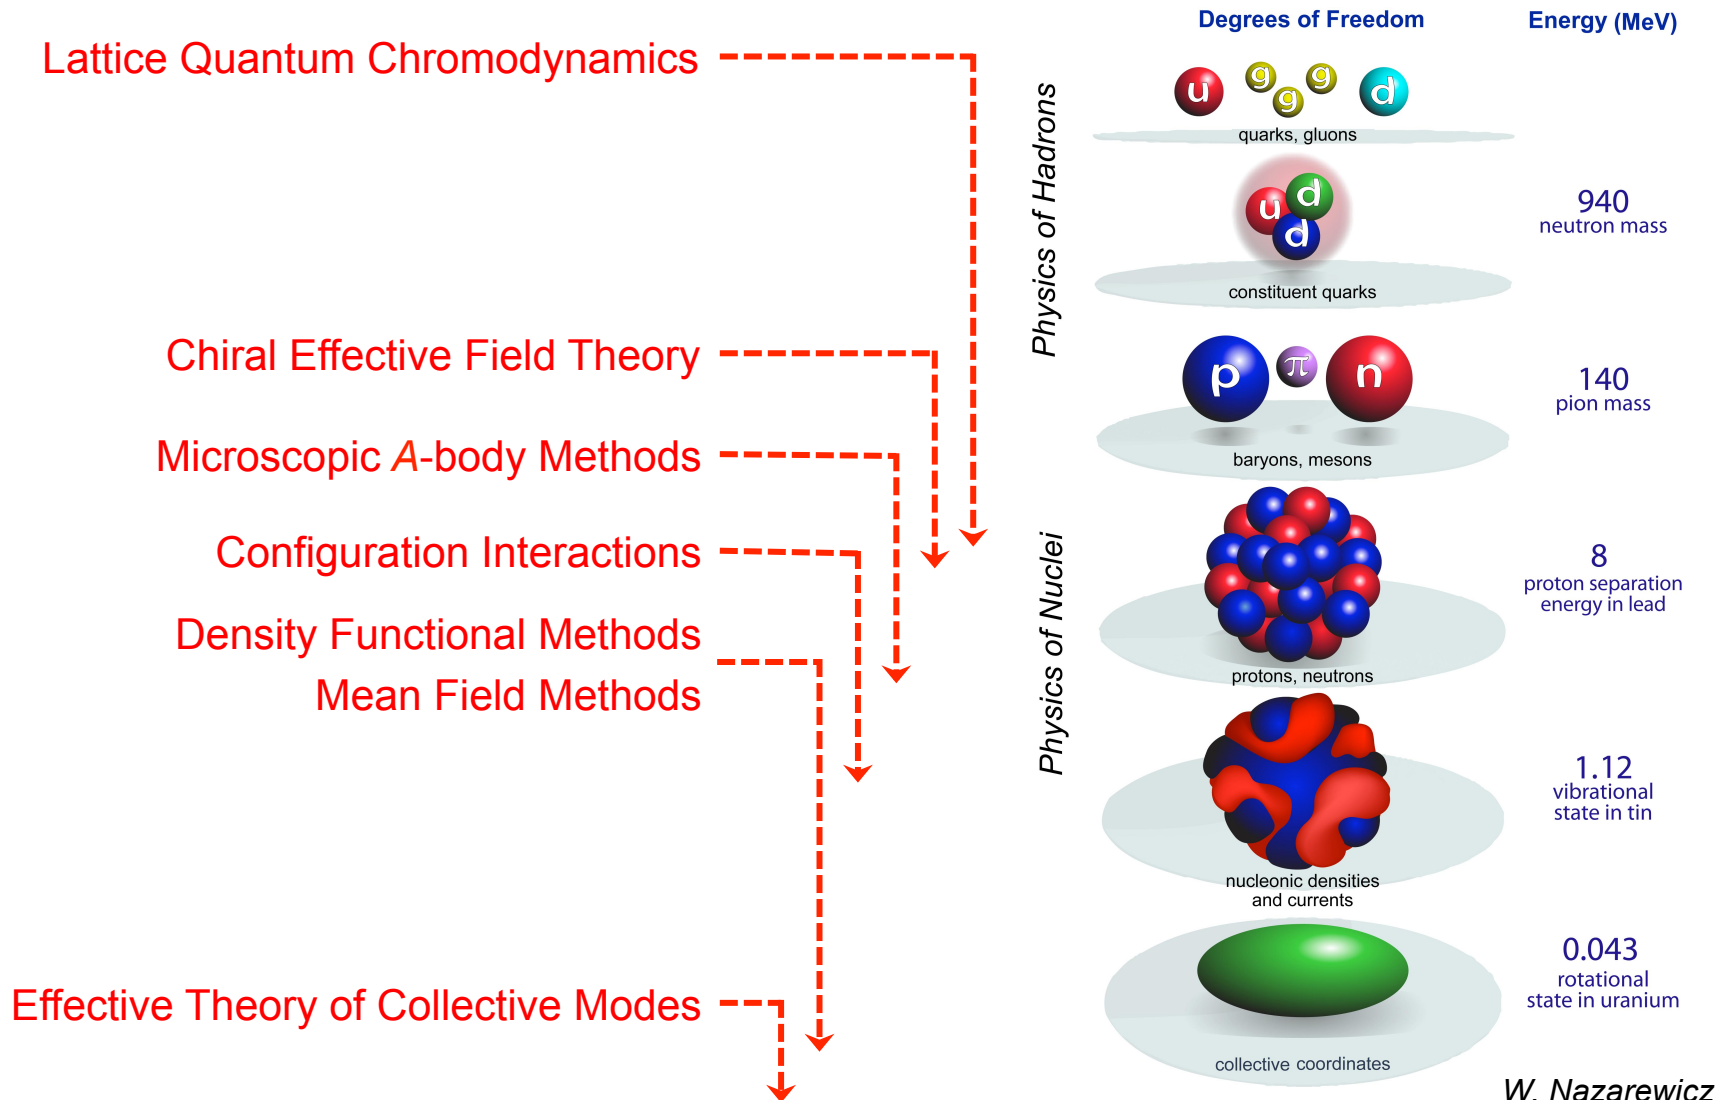 Degrees of Freedom
Energy (MeV)
Lattice Quantum Chromodynamics
u g g g d
quarks, gluons
Physics of Hadrons
u d d
940
neutron mass
constituent quarks
Chiral Effective Field Theory
p π n
140
pion mass
Microscopic A-body Methods
baryons, mesons
Configuration Interactions
Physics of Nuclei
8
proton separation
energy in lead
Density Functional Methods
Mean Field Methods
protons, neutrons
1.12
vibrational
state in tin
nucleonic densities
and currents
0.043
rotational
state in uranium
Effective Theory of Collective Modes
collective coordinates
W. Nazarewicz